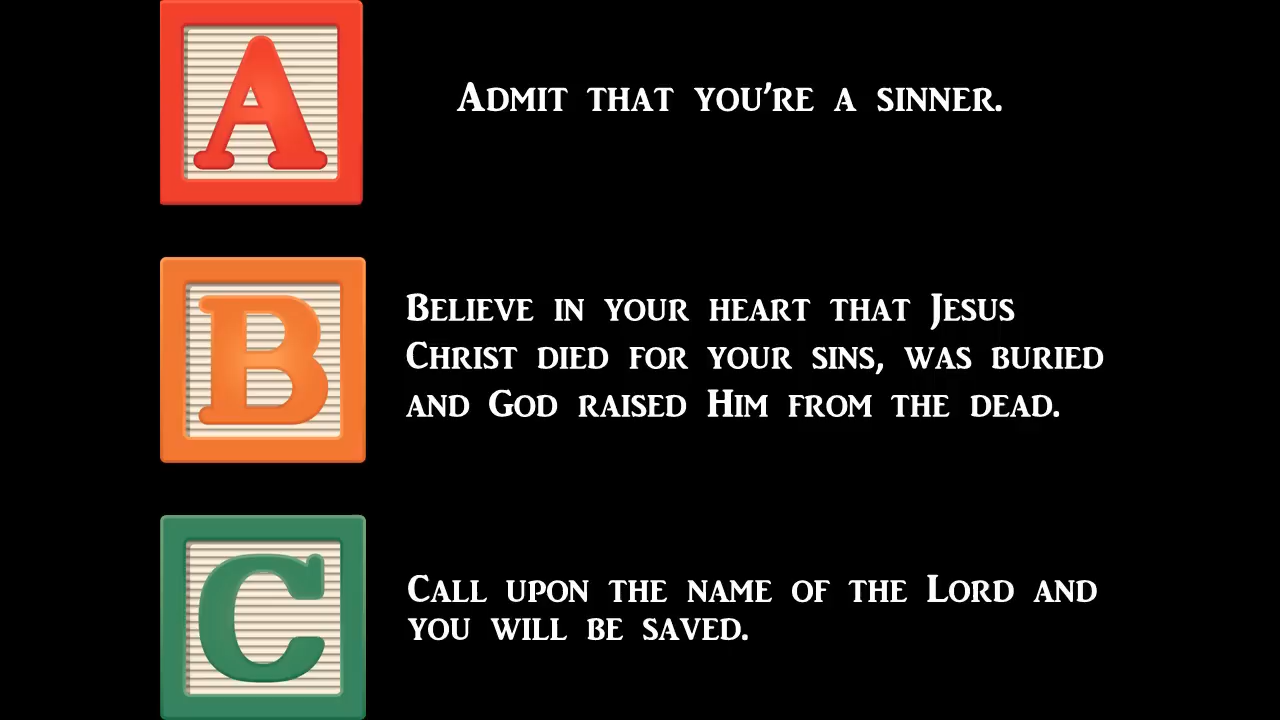 A
Admit that you're a sinner.
B
Believe in your heart that Jesus
Christ died for your sins, was buried
and God raised Him from the dead.
C
Call upon the name of the Lord and
you will be saved.